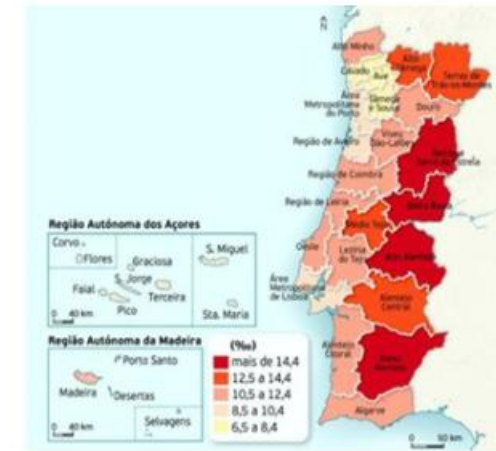 N
Alto Minho
Cávado
Ave
Alto Tâmega
Terras de Trás-os-Montes
Área Metropolitana do Porto
Tâmega e Sousa
Douro
Região de Aveiro
Viseu Dão-Lafões
Região de Coimbra
Região de Leiria
Médio Tejo
Oeste
Lezíria do Tejo
Alto Alentejo
Área Metropolitana de Lisboa
Alentejo Central
Alentejo Litoral
Baixo Alentejo
Algarve
0 50 km
Região Autónoma dos Açores
Corvo
Flores
Graciosa
S. Jorge
Faial
Terceira
Pico
S. Miguel
Sta. Maria
0 40 km
Região Autónoma da Madeira
Porto Santo
Madeira
Desertas
Selvagens
0 40 km
(‰)
mais de 14,4
12,5 a 14,4
10,5 a 12,4
8,5 a 10,4
6,5 a 8,4